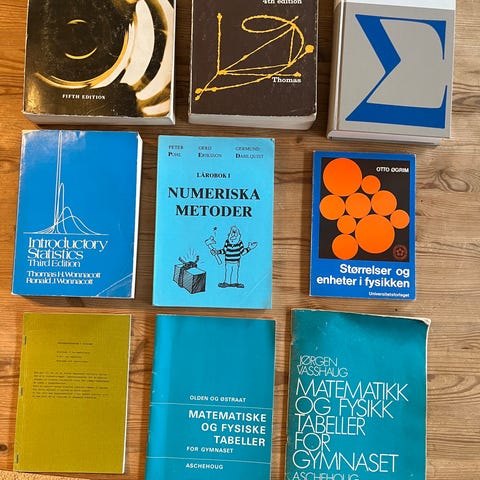 FIFTH EDITION
4th edition
Thomas
Introductory
Statistics
Third Edition
Thomas H. Wonnacott
Ronald J. Wonnacott
PETER
POHL
GERD
ERIKSSON
GERMUND
DAHLQUIST
LÄROBOK I
NUMERISKA
METODER
OTTO ØGRIM
Størrelser og
enheter i fysikken
Universitetsforlaget
OLDEN OG ØSTRAAT
MATEMATISKE
OG FYSISKE
TABELLER
FOR GYMNASET
ASCHEHOUG
JØRGEN
VASSHAUG
MATEMATIKK
OG FYSIKK
TABELLER
FOR
GYMNASET
ASCHEHOUG